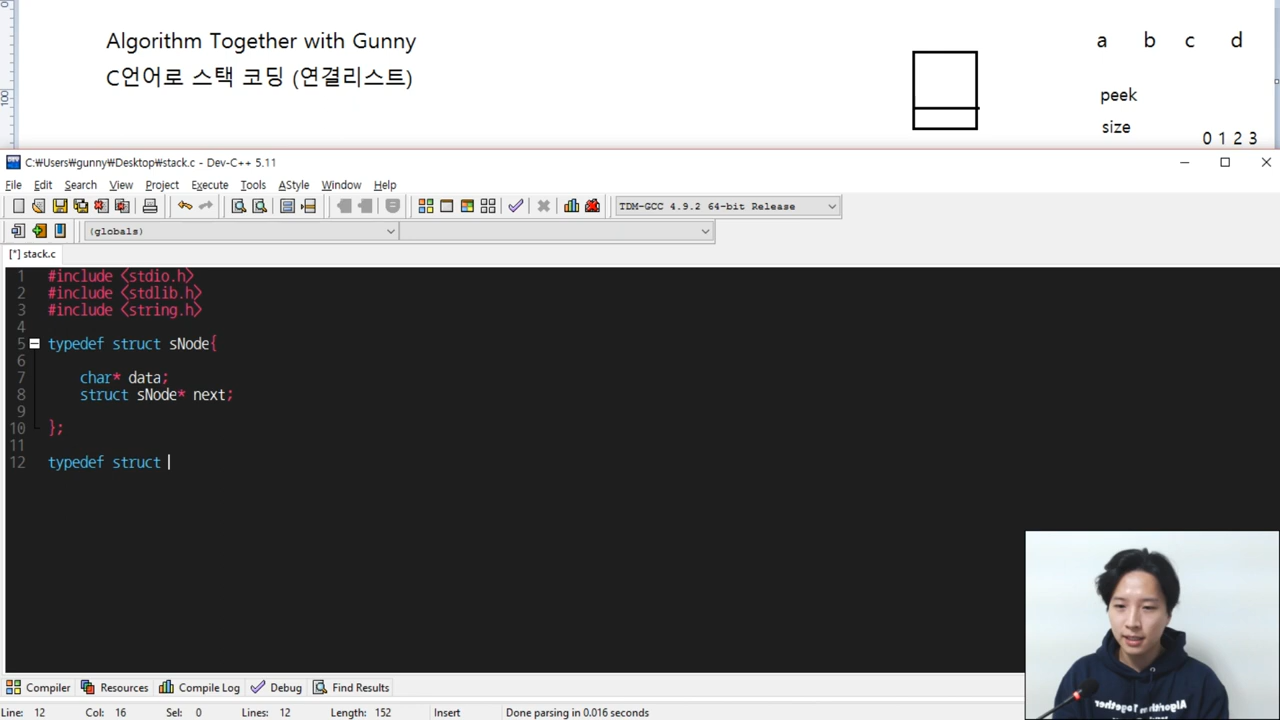 Algorithm Together with Gunny
C언어로 스택 코딩 (연결리스트)
a b c d
peek
size
0 1 2 3
100
C:₩Users₩gunny₩Desktop₩stack.c - Dev-C++ 5.11
File Edit Search View Project Execute Tools AStyle Window Help
TDM-GCC 4.9.2 64-bit Release
(globals)
[*] stack.c
1 #include <stdio.h>
2 #include <stdlib.h>
3 #include <string.h>
4
5 typedef struct sNode{
6
7 char* data;
8 struct sNode* next;
9
10 };
11
12 typedef struct
Compiler Resources Compile Log Debug Find Results
Line: 12 Col: 16 Sel: 0 Lines: 12 Length: 152 Insert Done parsing in 0.016 seconds